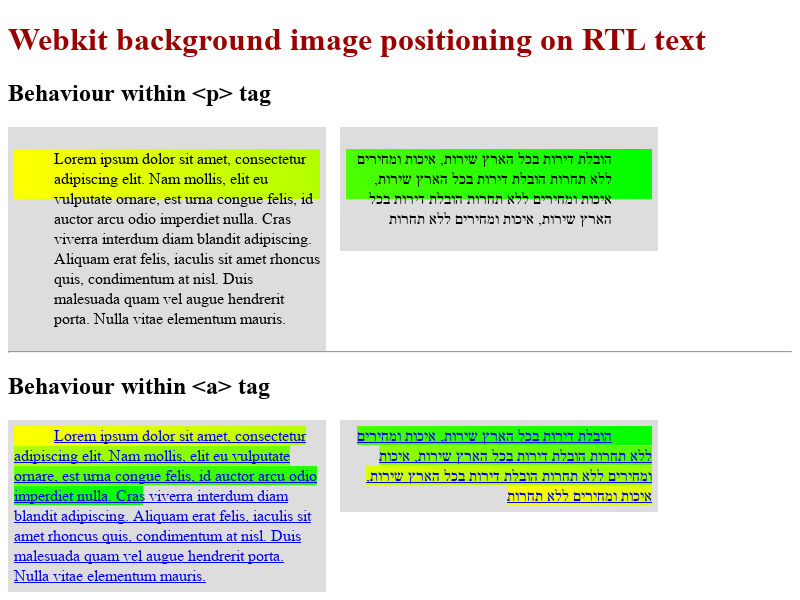 Webkit background image positioning on RTL text
Behaviour within <p> tag
Lorem ipsum dolor sit amet, consectetur
adipiscing elit. Nam mollis, elit eu
vulputate ornare, est urna congue felis, id
auctor arcu odio imperdiet nulla. Cras
viverra interdum diam blandit adipiscing.
Aliquam erat felis, iaculis sit amet rhoncus
quis, condimentum at nisl. Duis
malesuada quam vel augue hendrerit
porta. Nulla vitae elementum mauris.
הובלת דירות בכל הארץ שירות, איכות ומחירים
ללא תחרות הובלת דירות בכל הארץ שירות,
איכות ומחירים ללא תחרות הובלת דירות בכל
הארץ שירות, איכות ומחירים ללא תחרות
Behaviour within <a> tag
Lorem ipsum dolor sit amet, consectetur
adipiscing elit. Nam mollis, elit eu vulputate
ornare, est urna congue felis, id auctor arcu odio
imperdiet nulla. Cras viverra interdum diam
blandit adipiscing. Aliquam erat felis, iaculis sit
amet rhoncus quis, condimentum at nisl. Duis
malesuada quam vel augue hendrerit porta.
Nulla vitae elementum mauris.
הובלת דירות בכל הארץ שירות, איכות ומחירים
ללא תחרות הובלת דירות בכל הארץ שירות, איכות
ומחירים ללא תחרות הובלת דירות בכל הארץ שירות,
איכות ומחירים ללא תחרות